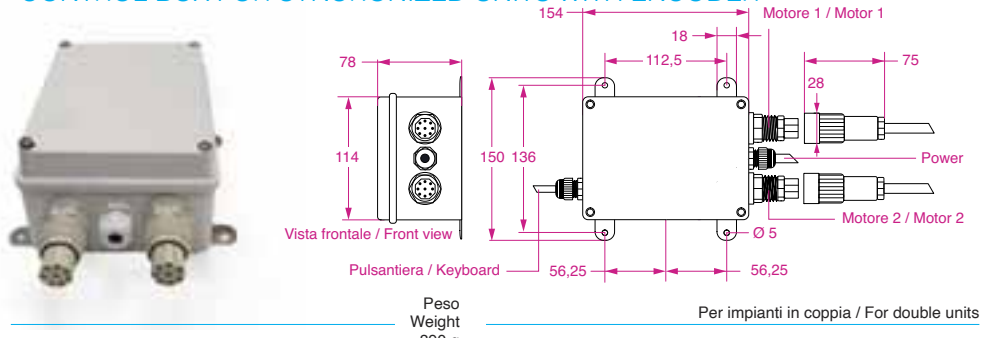 154
Motore 1 / Motor 1
18
78
112,5
75
28
114
150
136
Power
Vista frontale / Front view
Motore 2 / Motor 2
Ø 5
Pulsantiera / Keyboard
56,25
56,25
Peso
Weight
Per impianti in coppia / For double units